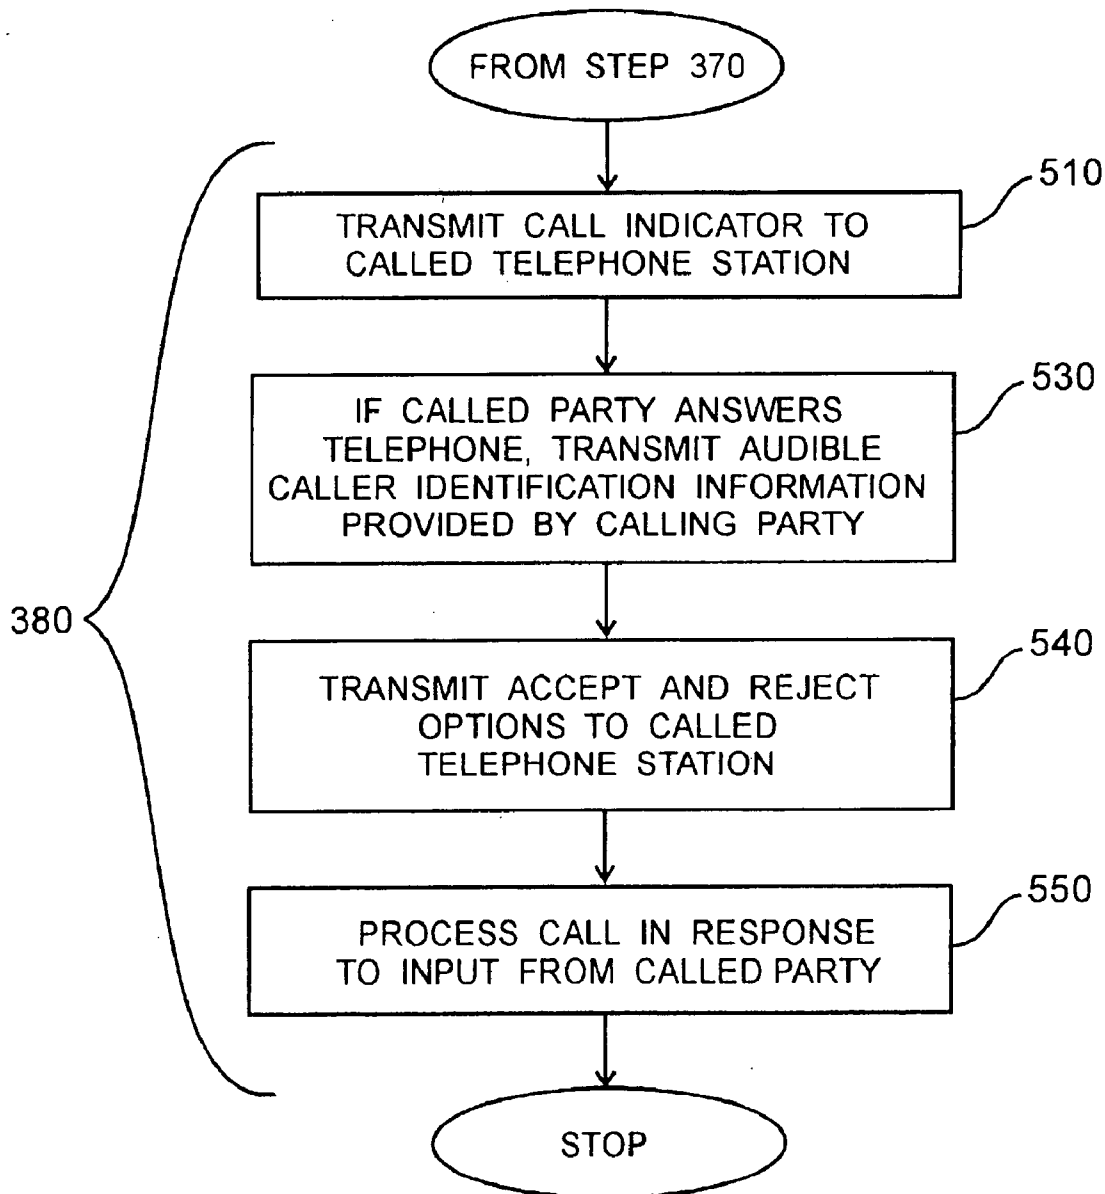 FROM STEP 370
510
TRANSMIT CALL INDICATOR TO
CALLED TELEPHONE STATION
530
IF CALLED PARTY ANSWERS
TELEPHONE, TRANSMIT AUDIBLE
CALLER IDENTIFICATION INFORMATION
PROVIDED BY CALLING PARTY
380
540
TRANSMIT ACCEPT AND REJECT
OPTIONS TO CALLED
TELEPHONE STATION
550
PROCESS CALL IN RESPONSE
TO INPUT FROM CALLED PARTY
STOP